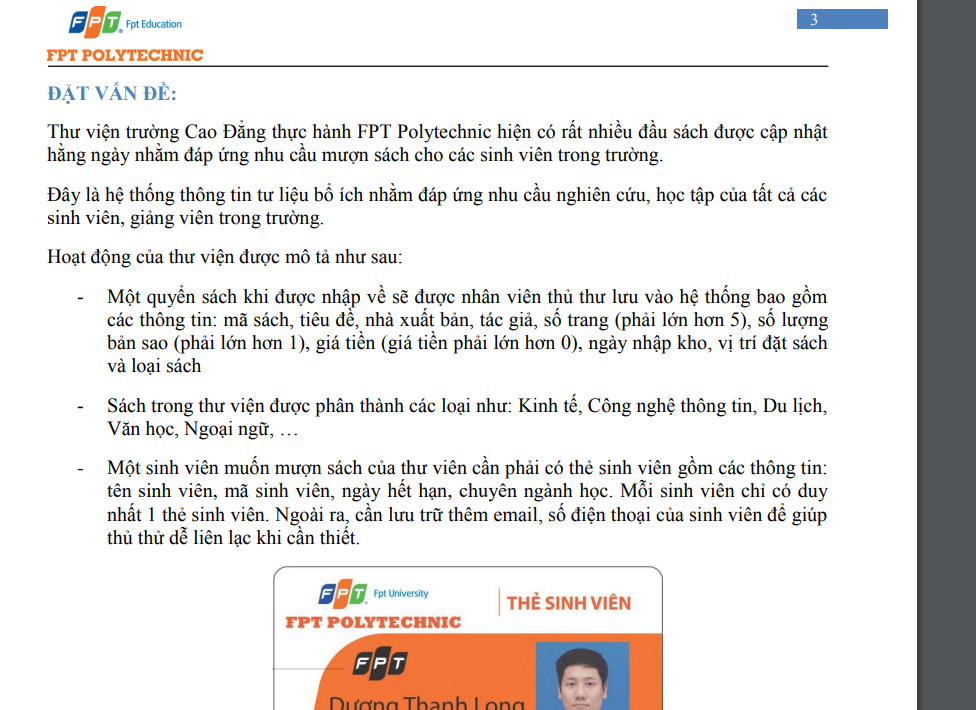 FPT Fpt Education
3
FPT POLYTECHNIC
ĐẶT VẤN ĐỀ:
Thư viện trường Cao Đẳng thực hành FPT Polytechnic hiện có rất nhiều đầu sách được cập nhật
hằng ngày nhằm đáp ứng nhu cầu mượn sách cho các sinh viên trong trường.
Đây là hệ thống thông tin tư liệu bổ ích nhằm đáp ứng nhu cầu nghiên cứu, học tập của tất cả các
sinh viên, giảng viên trong trường.
Hoạt động của thư viện được mô tả như sau:
- Một quyển sách khi được nhập về sẽ được nhân viên thủ thư lưu vào hệ thống bao gồm
các thông tin: mã sách, tiêu đề, nhà xuất bản, tác giả, số trang (phải lớn hơn 5), số lượng
bản sao (phải lớn hơn 1), giá tiền (giá tiền phải lớn hơn 0), ngày nhập kho, vị trí đặt sách
và loại sách
- Sách trong thư viện được phân thành các loại như: Kinh tế, Công nghệ thông tin, Du lịch,
Văn học, Ngoại ngữ, …
- Một sinh viên muốn mượn sách của thư viên cần phải có thẻ sinh viên gồm các thông tin:
tên sinh viên, mã sinh viên, ngày hết hạn, chuyên ngành học. Mỗi sinh viên chỉ có duy
nhất 1 thẻ sinh viên. Ngoài ra, cần lưu trữ thêm email, số điện thoại của sinh viên để giúp
thủ thử dễ liên lạc khi cần thiết.
FPT Fpt University
THẺ SINH VIÊN
FPT POLYTECHNIC
FPT
Dương Thanh Long